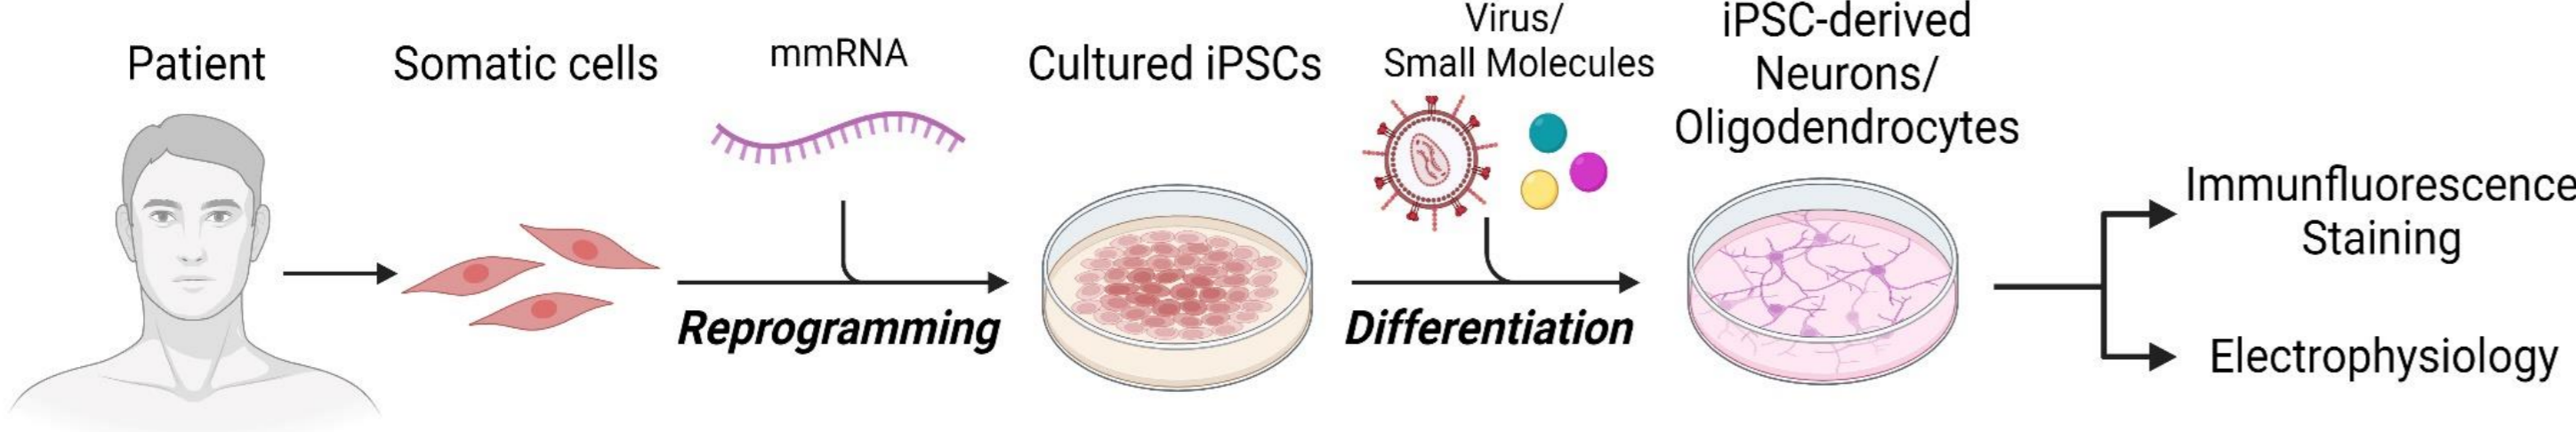 Patient
Somatic cells
mmRNA
Reprogramming
Cultured iPSCs
Virus/
Small Molecules
Differentiation
iPSC-derived
Neurons/
Oligodendrocytes
Immunfluorescence
Staining
Electrophysiology